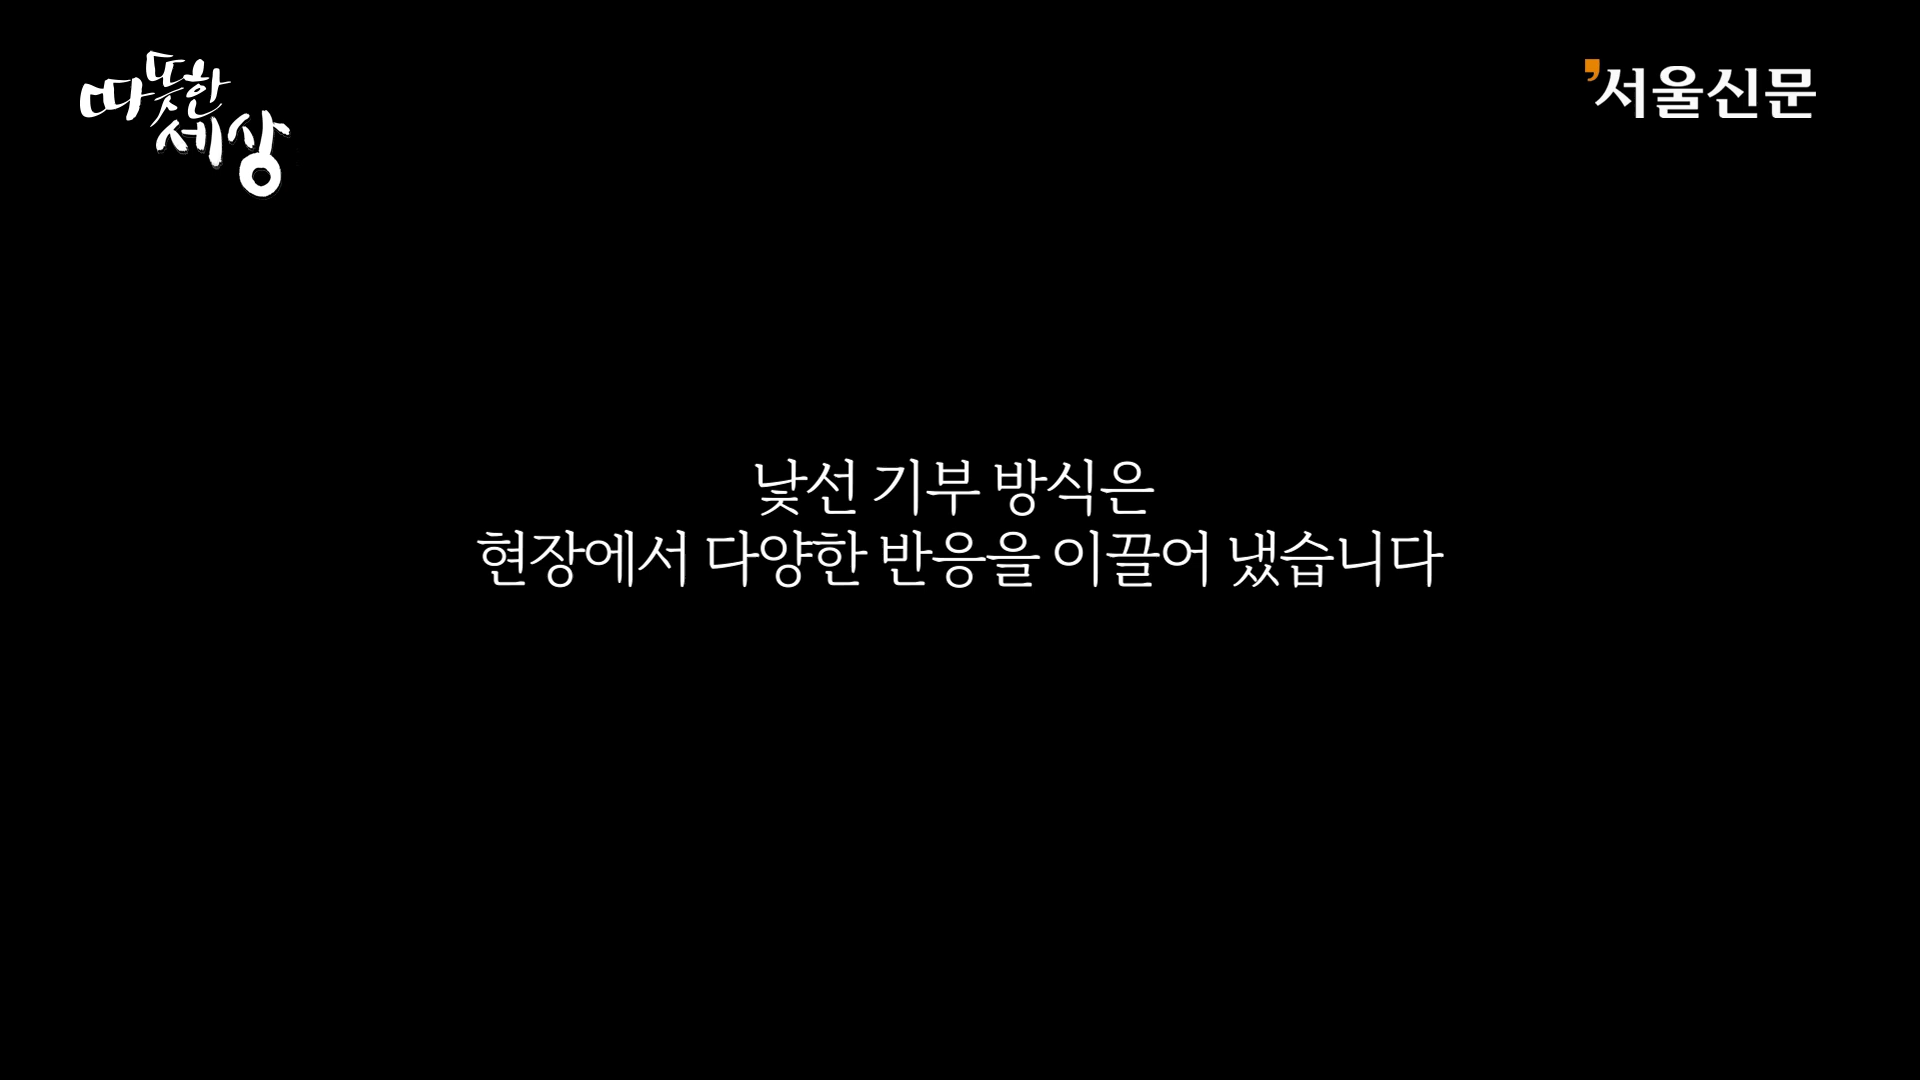 따뜻한
세상
서울신문
낯선 기부 방식은
현장에서 다양한 반응을 이끌어 냈습니다